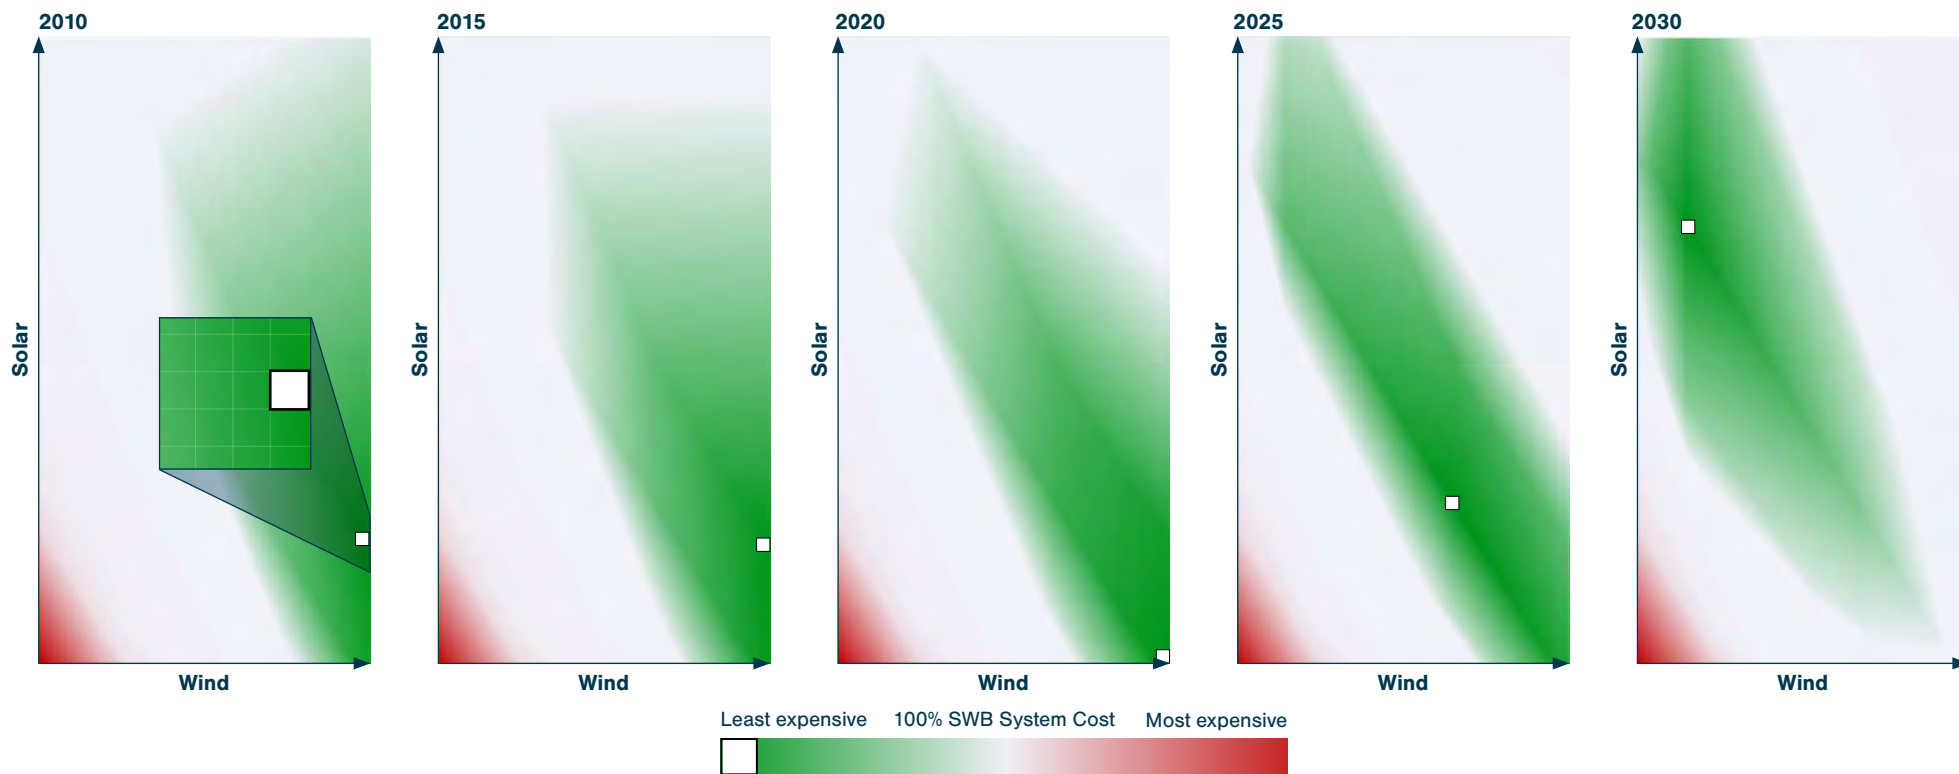 2010
2015
2020
2025
2030
Solar
Solar
Solar
Solar
Solar
Wind
Wind
Wind
Wind
Wind
Least expensive
100% SWB System Cost
Most expensive